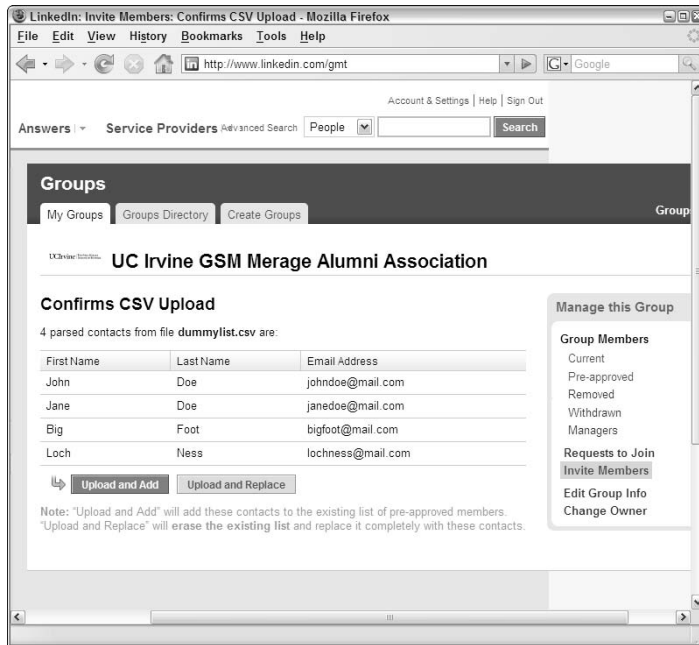 LinkedIn: Invite Members: Confirms CSV Upload - Mozilla Firefox
File Edit View History Bookmarks Tools Help
http://www.linkedin.com/gmt
Google
Account & Settings | Help | Sign Out
Answers Service Providers Advanced Search People Search
Groups
My Groups Groups Directory Create Groups Group
UCIrvine UC Irvine GSM Merage Alumni Association
Confirms CSV Upload
4 parsed contacts from file dummylist.csv are:
First Name Last Name Email Address
John Doe johndoe@mail.com
Jane Doe janedoe@mail.com
Big Foot bigfoot@mail.com
Loch Ness lochness@mail.com
Upload and Add Upload and Replace
Note: "Upload and Add" will add these contacts to the existing list of pre-approved members.
"Upload and Replace" will erase the existing list and replace it completely with these contacts.
Manage this Group
Group Members
Current
Pre-approved
Removed
Withdrawn
Managers
Requests to Join
Invite Members
Edit Group Info
Change Owner